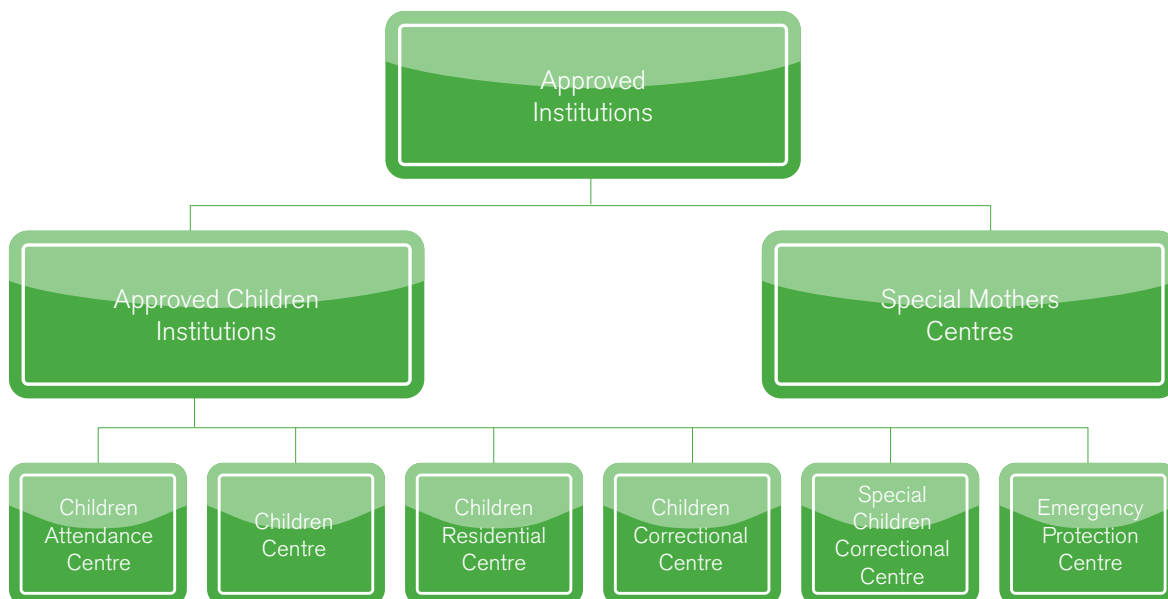 Approved
Institutions
Approved Children
Institutions
Special Mothers
Centres
Children
Attendance
Centre
Children
Centre
Children
Residential
Centre
Children
Correctional
Centre
Special
Children
Correctional
Centre
Emergency
Protection
Centre